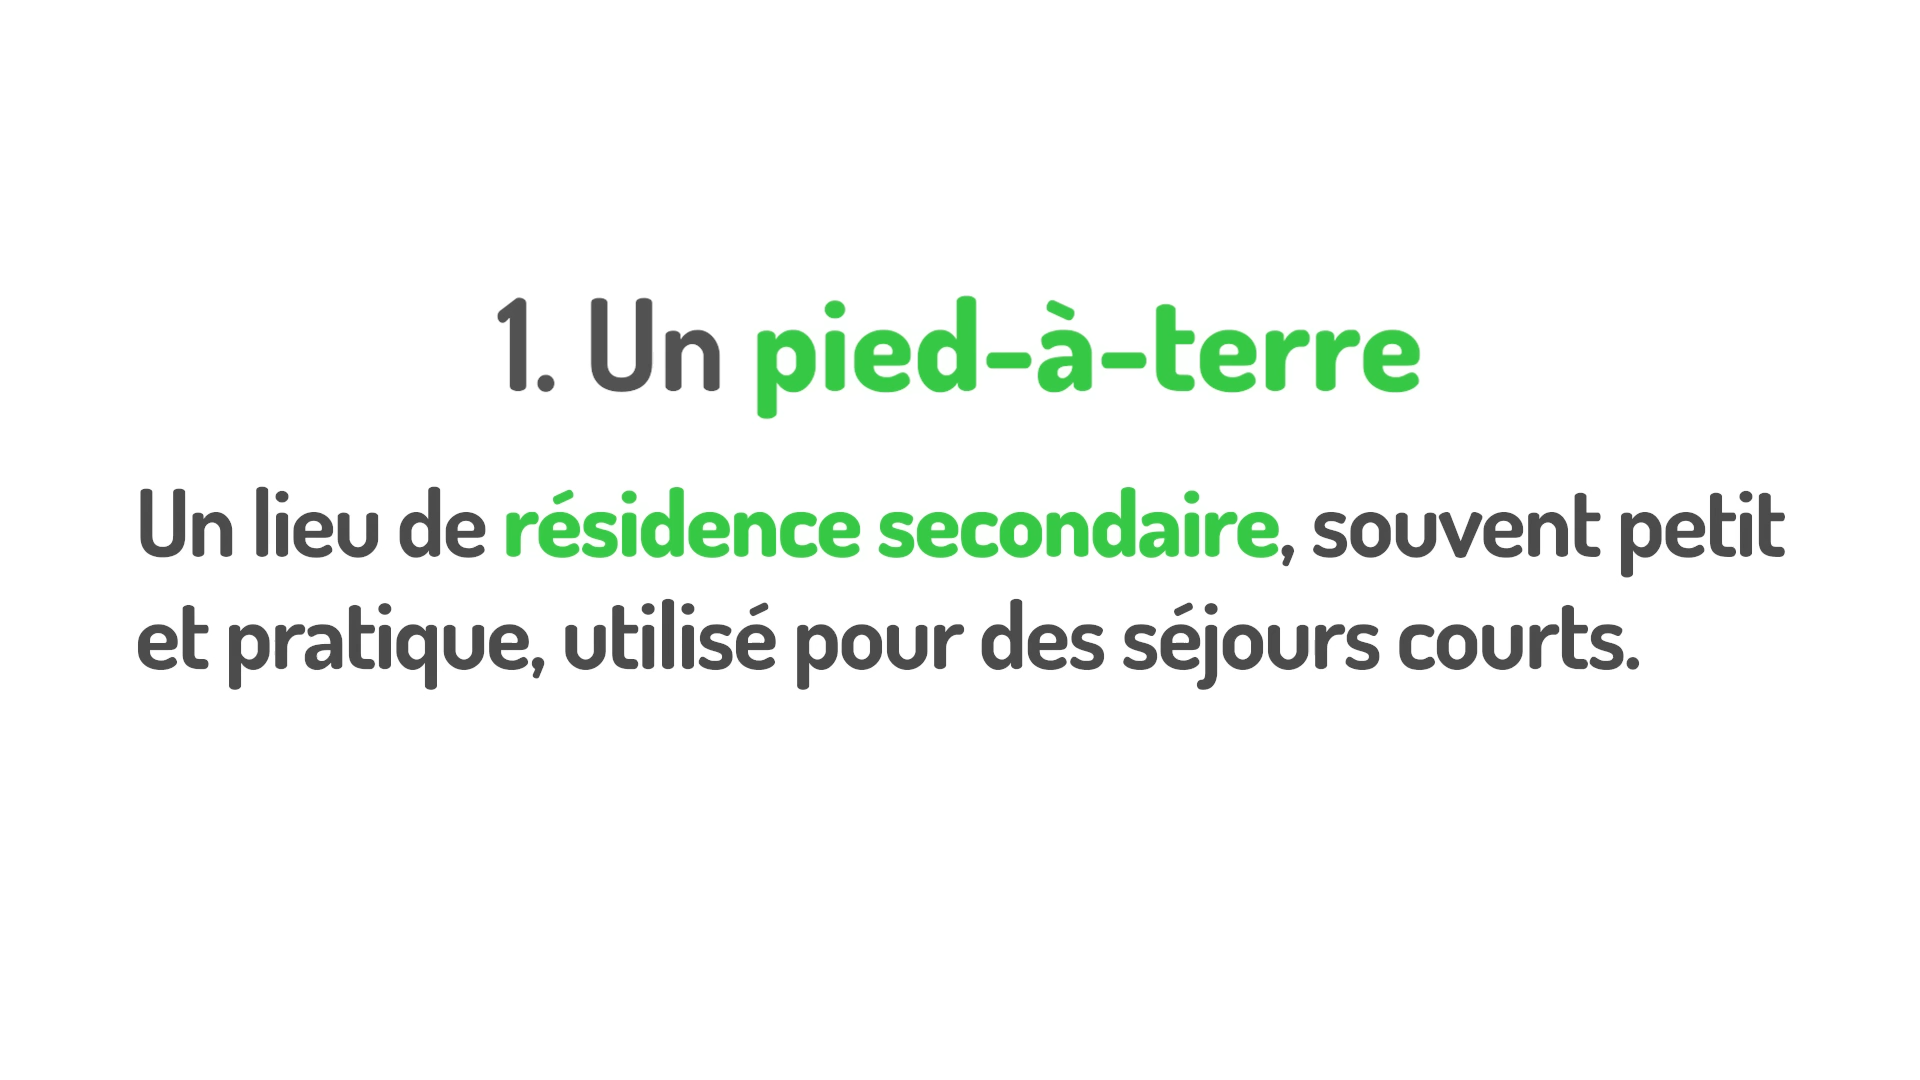 1. Un pied-à-terre
Un lieu de résidence secondaire, souvent petit
et pratique, utilisé pour des séjours courts.